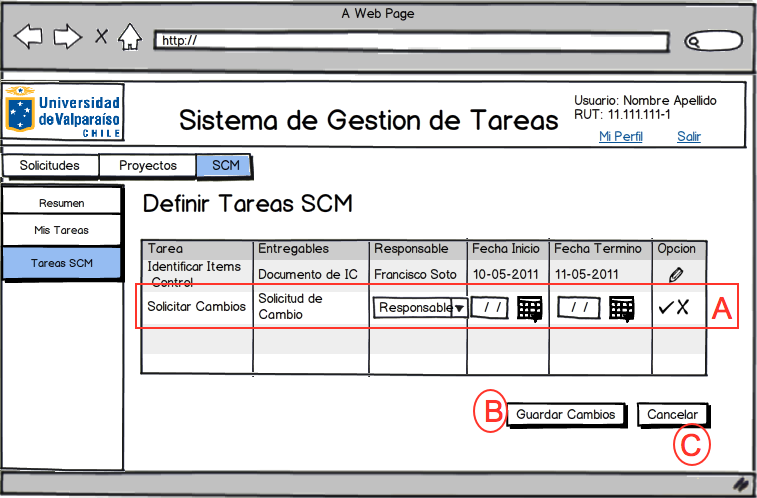 A Web Page
http://
Universidad
de Valparaíso
CHILE
Sistema de Gestion de Tareas
Usuario: Nombre Apellido
RUT: 11.111.111-1
Mi Perfil Salir
Solicitudes Proyectos SCM
Resumen
Mis Tareas
Tareas SCM
Definir Tareas SCM
Tarea Entregables Responsable Fecha Inicio Fecha Termino Opcion
Identificar Items
Control
Documento de IC Francisco Soto 10-05-2011 11-05-2011
Solicitar Cambios
Solicitud de
Cambio
Responsable / / / /
A
B Guardar Cambios Cancelar
C